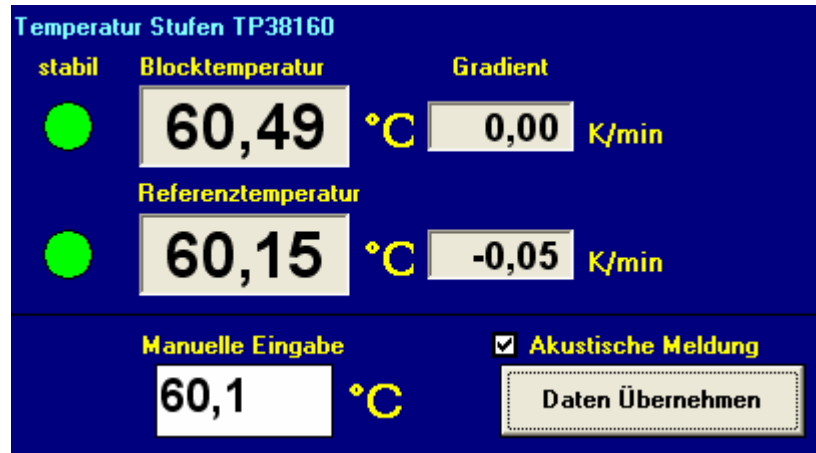 Temperatur Stufen TP38160
stabil Blocktemperatur Gradient
60,49 °C 0,00 K/min
Referenztemperatur
60,15 °C -0,05 K/min
Manuelle Eingabe Akustische Meldung
60,1 °C Daten Übernehmen